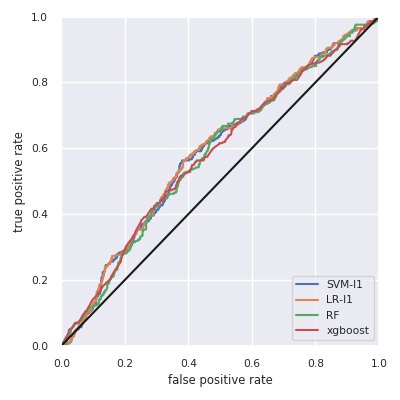 true positive rate
1.0
0.8
0.6
0.4
0.2
0.0
0.0 0.2 0.4 0.6 0.8 1.0
false positive rate
SVM-l1
LR-l1
RF
xgboost